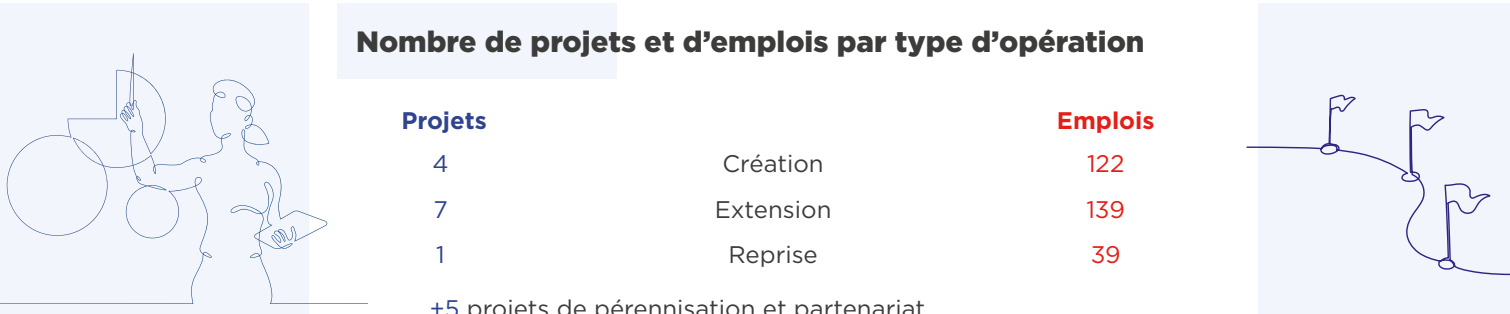 Nombre de projets et d’emplois par type d’opération
Projets Emplois
4 Création 122
7 Extension 139
1 Reprise 39
+5 projets de pérennisation et partenariat